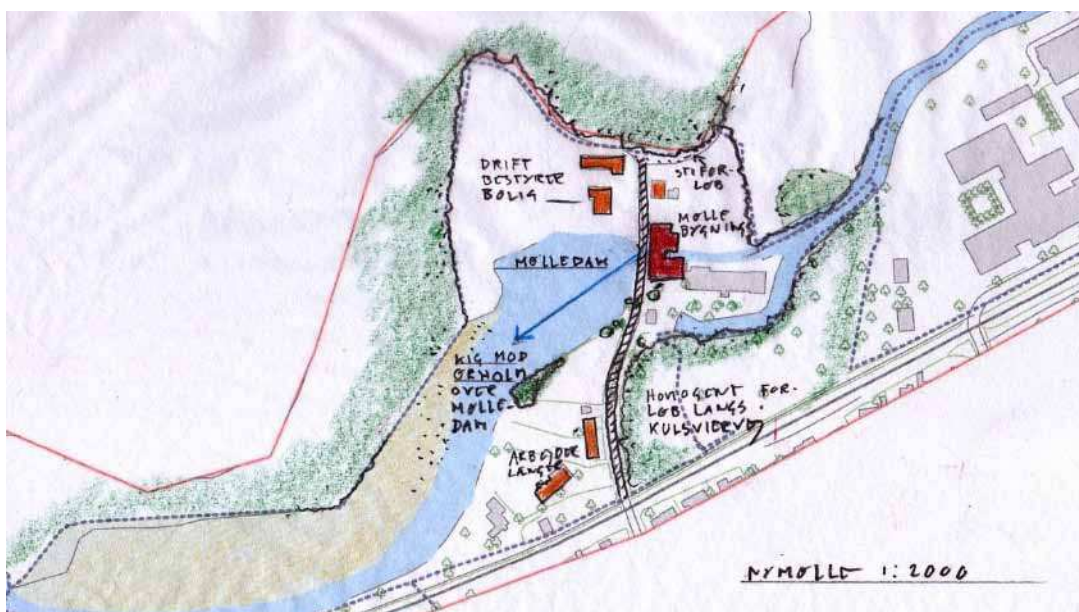 DRIFT
BESTYRER
BOLIG
STIFOR-
LØB
MØLLE
BYGNING
MØLLEDAM
KIG MOD
ORHOLM
OVER
MØLLE-
DAM
HOMOGENT FOR-
LØB LANGS
KULSVIERVEJ
ARBEJDER
LÆNGER
NYMØLLE 1:2000